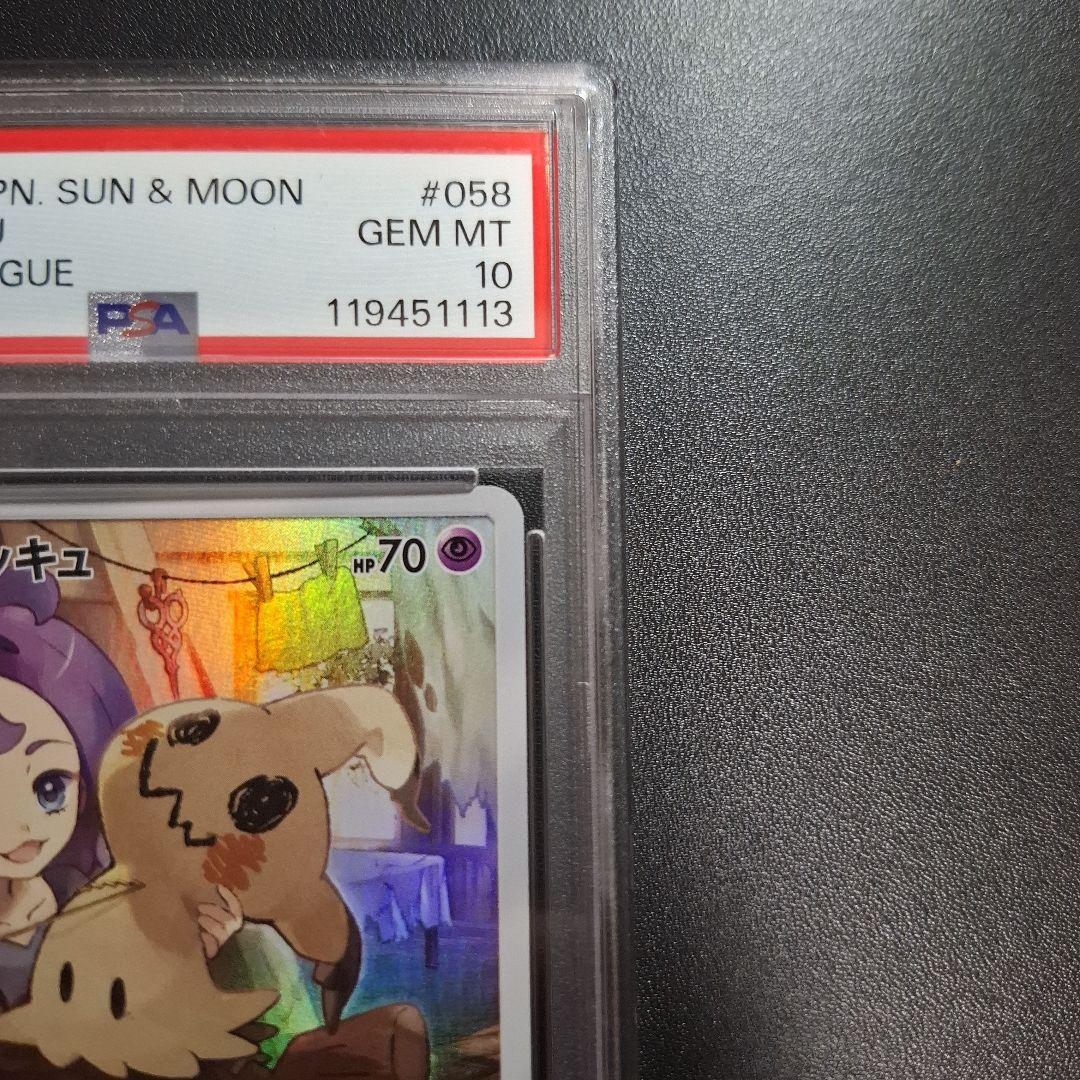 PN. SUN & MOON #058
U GEM MT
GUE 10
PSA 119451113
ッキュ HP70